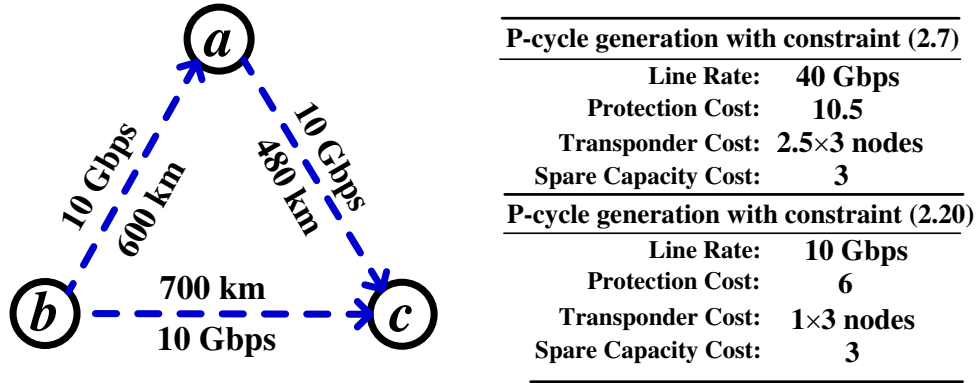 a
10 Gbps
600 km
10 Gbps
480 km
b
700 km
10 Gbps
c
P-cycle generation with constraint (2.7)
Line Rate: 40 Gbps
Protection Cost: 10.5
Transponder Cost: 2.5×3 nodes
Spare Capacity Cost: 3
P-cycle generation with constraint (2.20)
Line Rate: 10 Gbps
Protection Cost: 6
Transponder Cost: 1×3 nodes
Spare Capacity Cost: 3